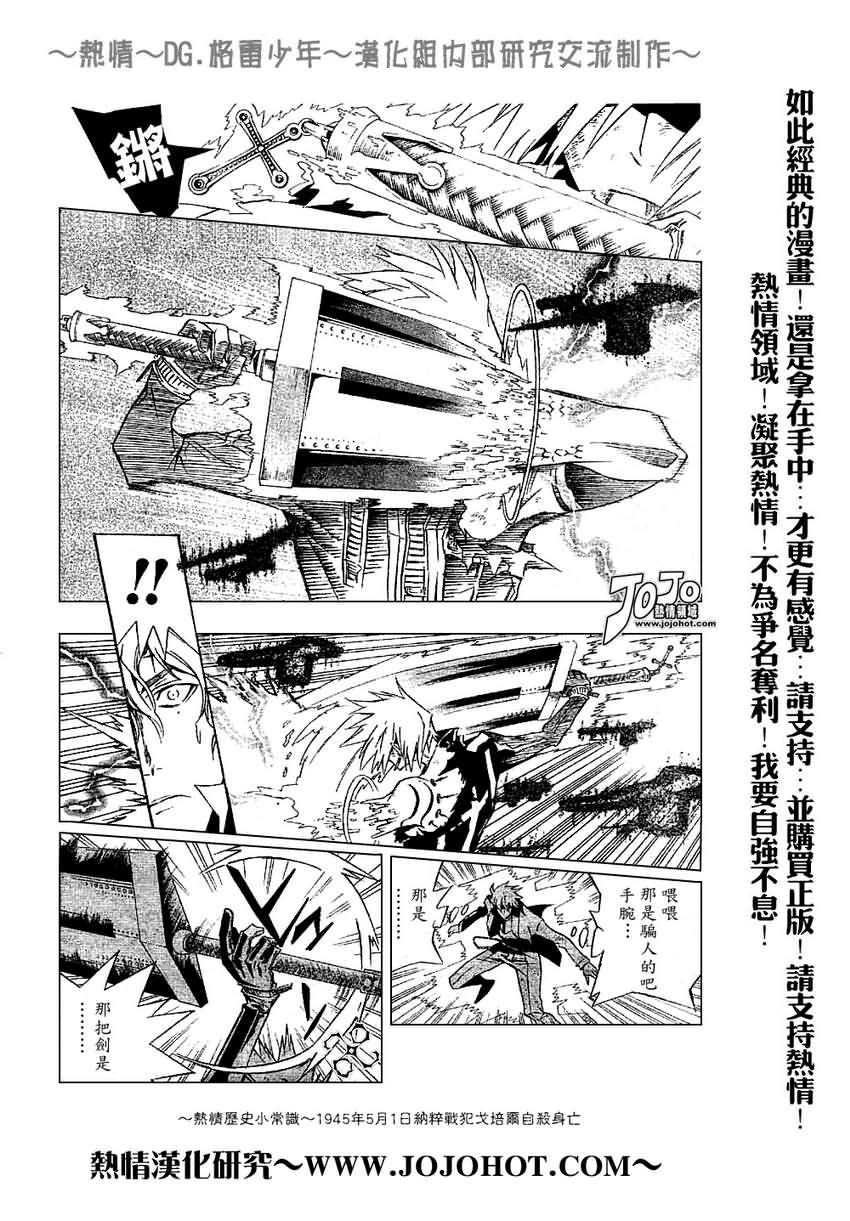 ～熱情～DG.格雷少年～漢化組內部研究交流制作～
如此經典的漫畫！還是拿在手中…才更有感覺…請支持…並購買正版！請支持熱情！
熱情領域！凝聚熱情！不為爭名奪利！我要自強不息！
鏘
JOJO
熱情領域
www.jojohot.com
!!
喂喂
那是騙人的吧
手腕…
那是
……
那把劍是
……
～熱情歷史小常識～1945年5月1日納粹戰犯戈培爾自殺身亡
熱情漢化研究～WWW.JOJOHOT.COM～